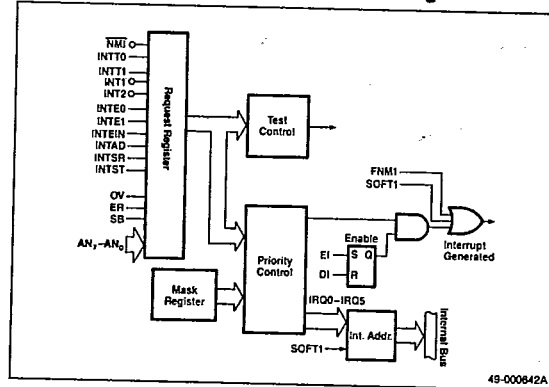 NMI
INTT0
INTT1
INT1
INT2
INTE0
INTE1
INTEIN
INTAD
INTSR
INTST
OV
ER
SB
AN7–AN0
Request Register
Test
Control
FNM1
SOFT1
Interrupt
Generated
Priority
Control
Enable
EI
S Q
DI
R
Mask
Register
IRQ0–IRQ5
SOFT1
Int. Addr.
Internal Bus
49-000642A